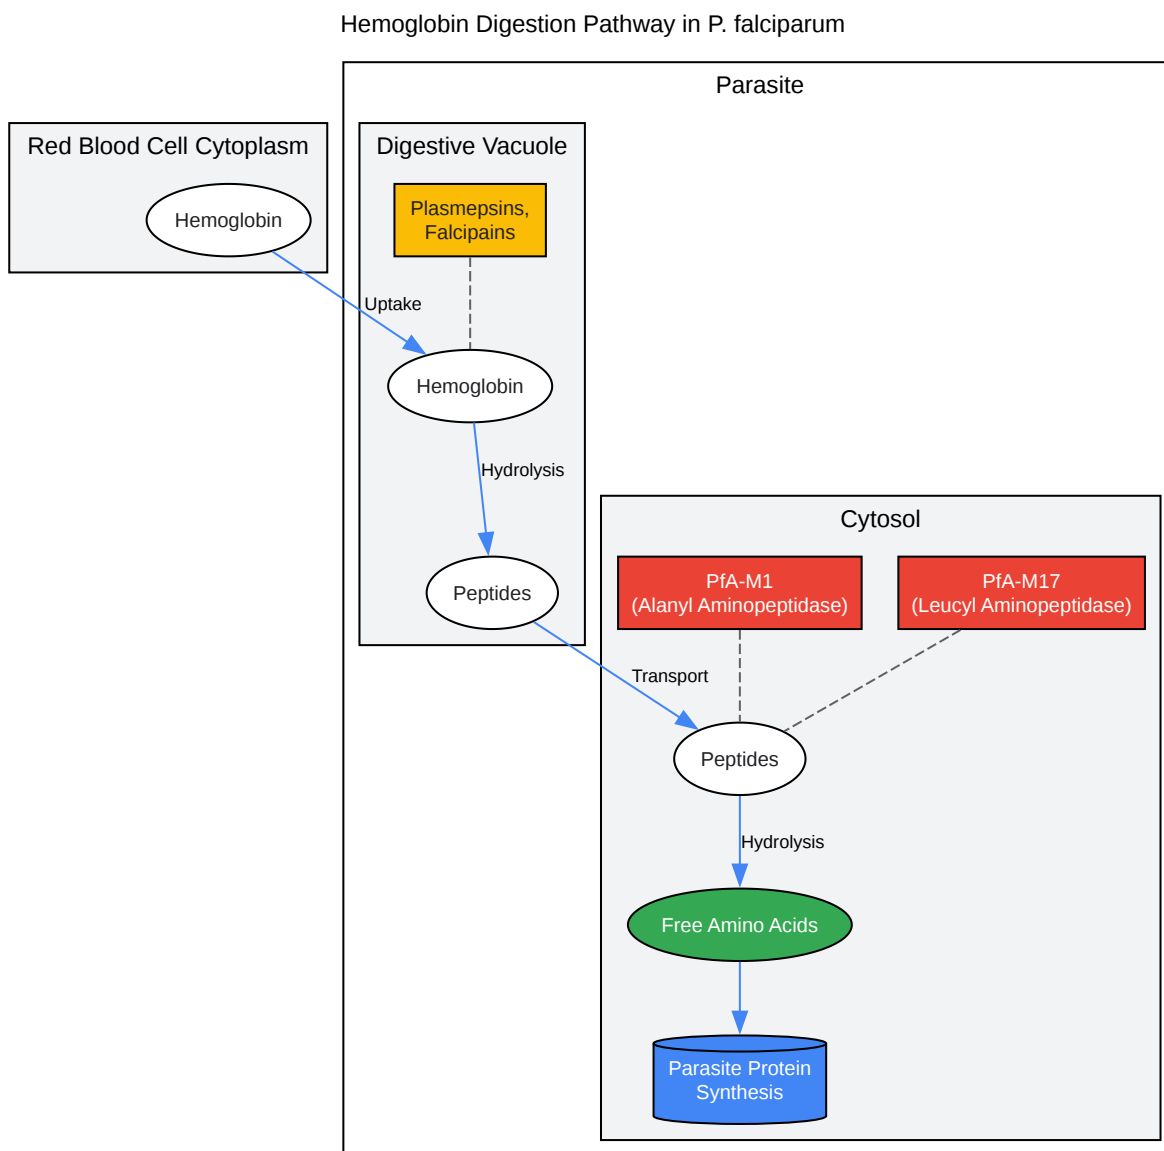 Hemoglobin Digestion Pathway in P. falciparum
Parasite
Red Blood Cell Cytoplasm
Hemoglobin
Digestive Vacuole
Plasmepsins,
Falcipains
Uptake
Hemoglobin
Hydrolysis
Peptides
Cytosol
PfA-M1
(Alanyl Aminopeptidase)
PfA-M17
(Leucyl Aminopeptidase)
Transport
Peptides
Hydrolysis
Free Amino Acids
Parasite Protein
Synthesis